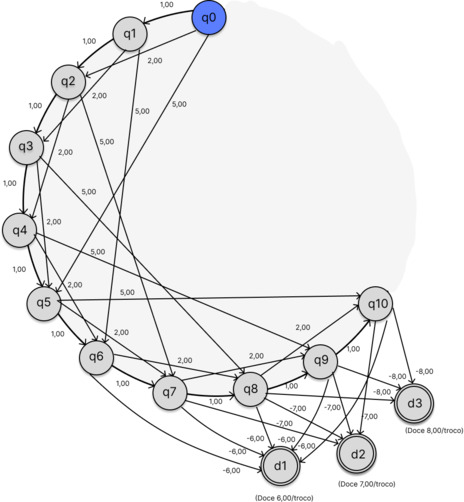 1,00
q0
q1
1,00
2,00
q2
2,00
5,00
5,00
1,00
5,00
q3
2,00
1,00
5,00
q4
2,00
5,00
1,00
2,00
5,00
q5
q10
1,00
2,00
2,00
q6
2,00
2,00
q9
1,00
1,00
q7
1,00
q8
1,00
-8,00
-8,00
-8,00
d3
-7,00
-7,00
-7,00
(Doce 8,00/troco)
-6,00
-6,00
-6,00
-6,00
-6,00
d1
d2
(Doce 7,00/troco)
(Doce 6,00/troco)